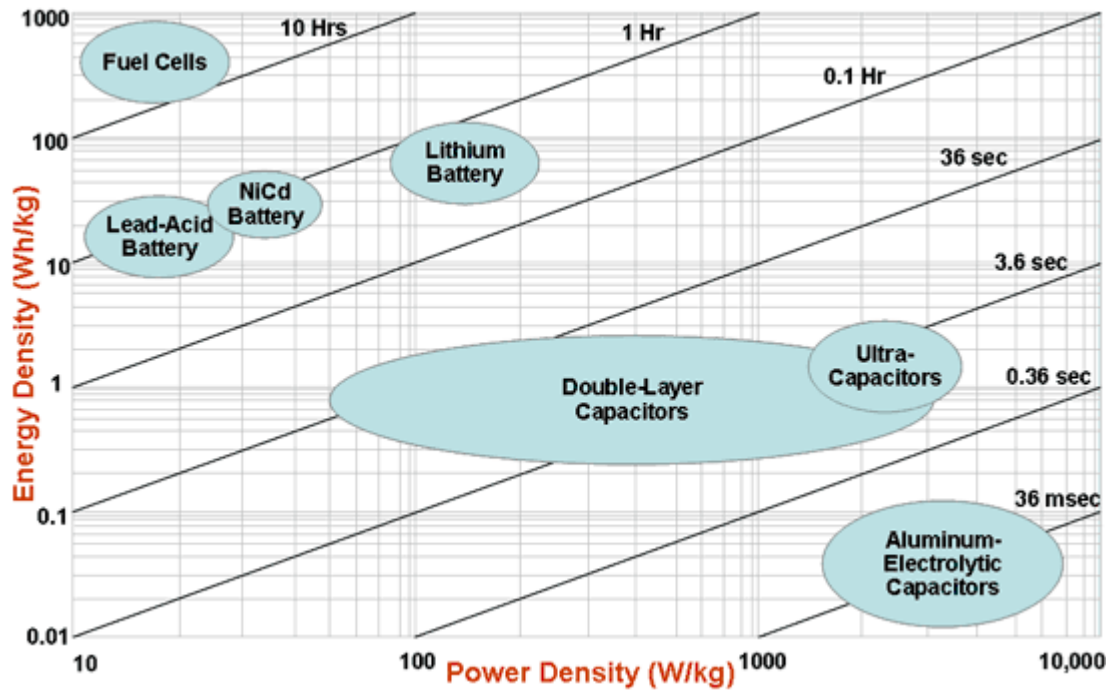 1000
10 Hrs
1 Hr
Fuel Cells
0.1 Hr
100
Lithium
Battery
36 sec
NiCd
Battery
Lead-Acid
Battery
10
3.6 sec
Ultra-
Capacitors
0.36 sec
1
Double-Layer
Capacitors
Energy Density (Wh/kg)
36 msec
0.1
Aluminum-
Electrolytic
Capacitors
0.01
10
100
Power Density (W/kg)
1000
10,000